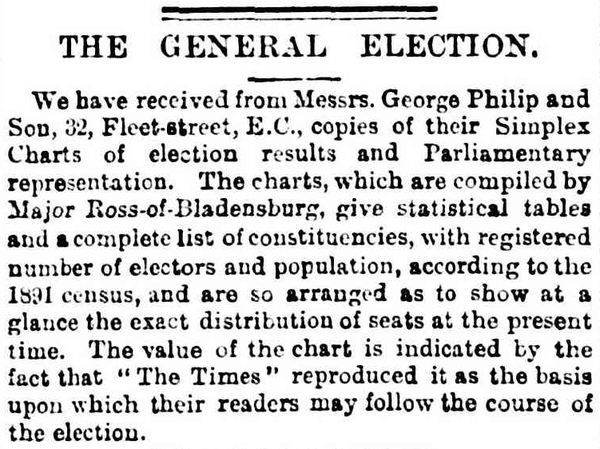 THE GENERAL ELECTION.
We have received from Messrs. George Philip and
Son, 32, Fleet-street, E.C., copies of their Simplex
Charts of election results and Parliamentary
representation. The charts, which are compiled by
Major Ross-of-Bladensburg, give statistical tables
and a complete list of constituencies, with registered
number of electors and population, according to the
1891 census, and are so arranged as to show at a
glance the exact distribution of seats at the present
time. The value of the chart is indicated by the
fact that "The Times" reproduced it as the basis
upon which their readers may follow the course of
the election.